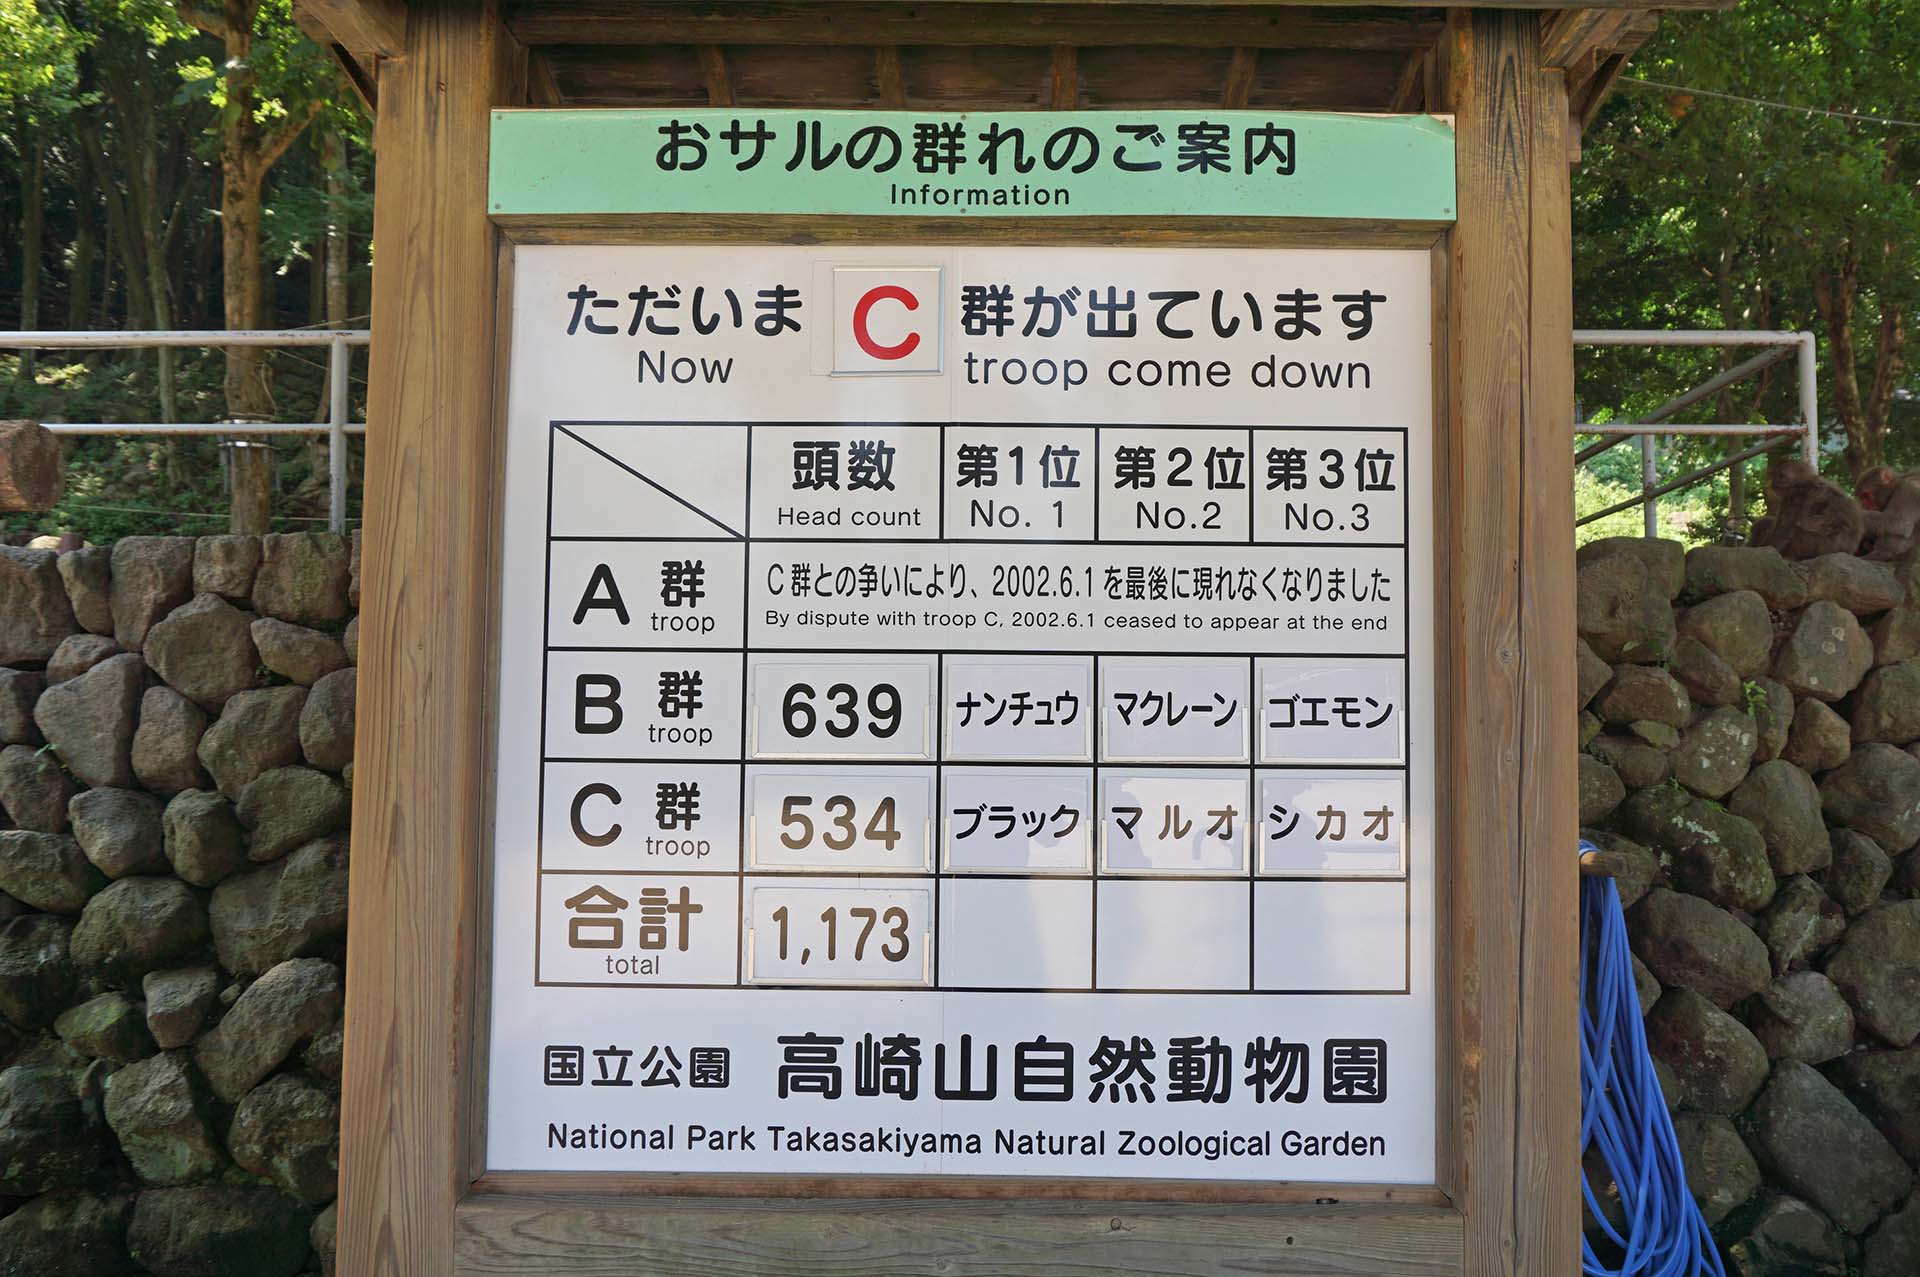 おサルの群れのご案内
Information
ただいま C 群が出ています
Now troop come down
頭数 第1位 第2位 第3位
Head count No. 1 No.2 No.3
A 群 C群との争いにより、2002.6.1を最後に現れなくなりました
troop By dispute with troop C, 2002.6.1 ceased to appear at the end
B 群 639 ナンチュウ マクレーン ゴエモン
troop
C 群 534 ブラック マルオ シカオ
troop
合計 1,173
total
国立公園 高崎山自然動物園
National Park Takasakiyama Natural Zoological Garden